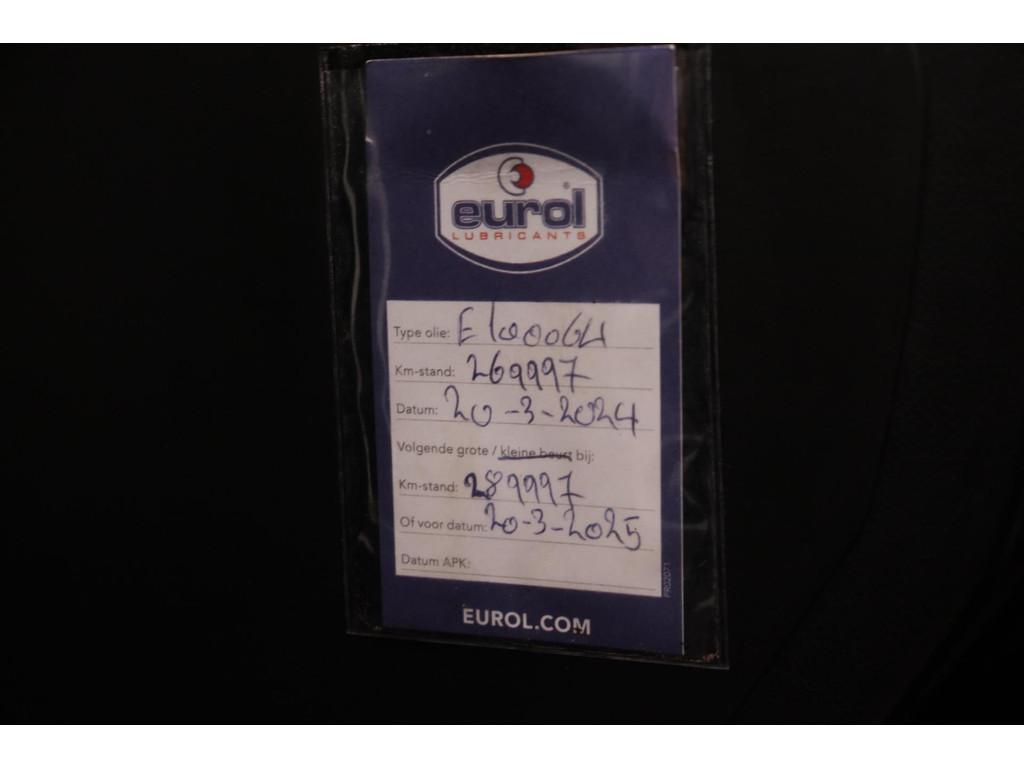 eurol®
LUBRICANTS
Type olie: E100064
Km-stand: 269997
Datum: 20-3-2024
Volgende grote / kleine beurt bij:
Km-stand: 289997
Of voor datum: 20-3-2025
Datum APK:
PR02071
EUROL.COM